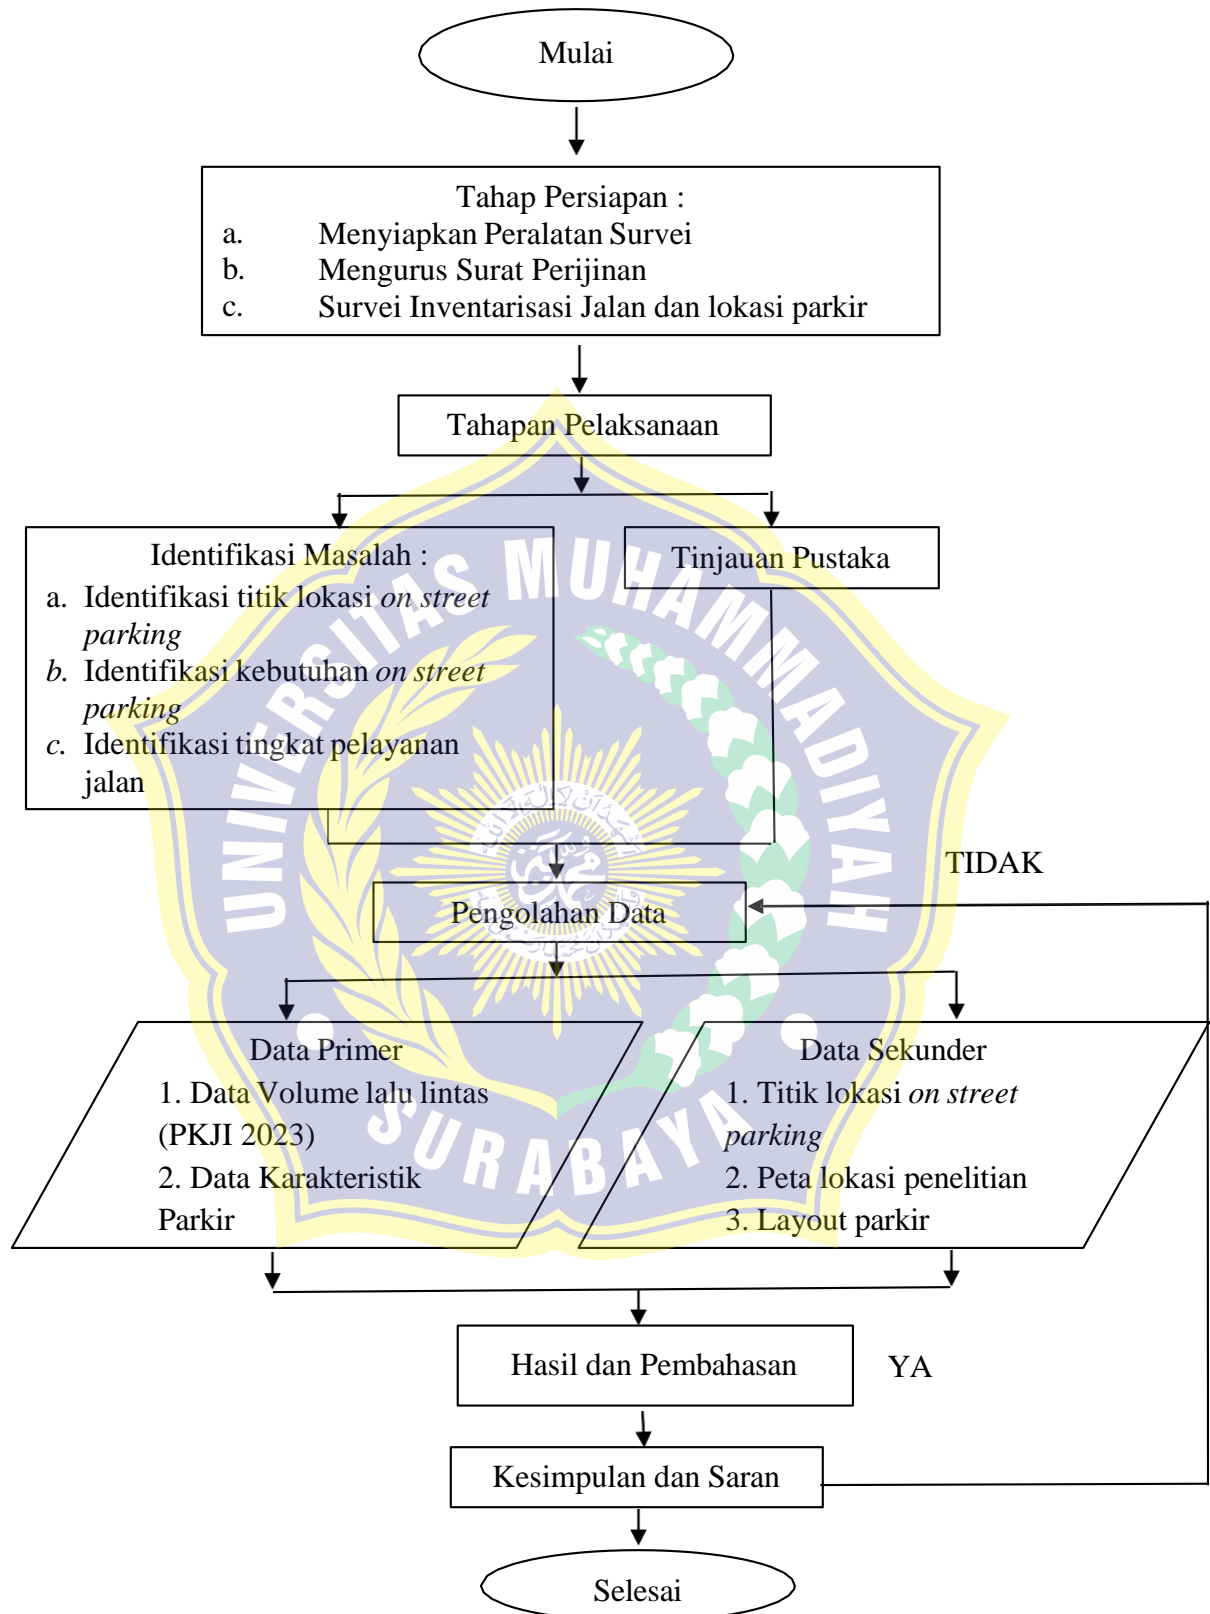 Mulai
Tahap Persiapan :
a. Menyiapkan Peralatan Survei
b. Mengurus Surat Perijinan
c. Survei Inventarisasi Jalan dan lokasi parkir
Tahapan Pelaksanaan
Identifikasi Masalah :
a. Identifikasi titik lokasi on street
parking
b. Identifikasi kebutuhan on street
parking
c. Identifikasi tingkat pelayanan
jalan
Tinjauan Pustaka
UNIVERSITAS MUHAMMADIYAH
SURABAYA
TIDAK
Pengolahan Data
Data Primer
1. Data Volume lalu lintas
(PKJI 2023)
2. Data Karakteristik
Parkir
Data Sekunder
1. Titik lokasi on street
parking
2. Peta lokasi penelitian
3. Layout parkir
Hasil dan Pembahasan
YA
Kesimpulan dan Saran
Selesai